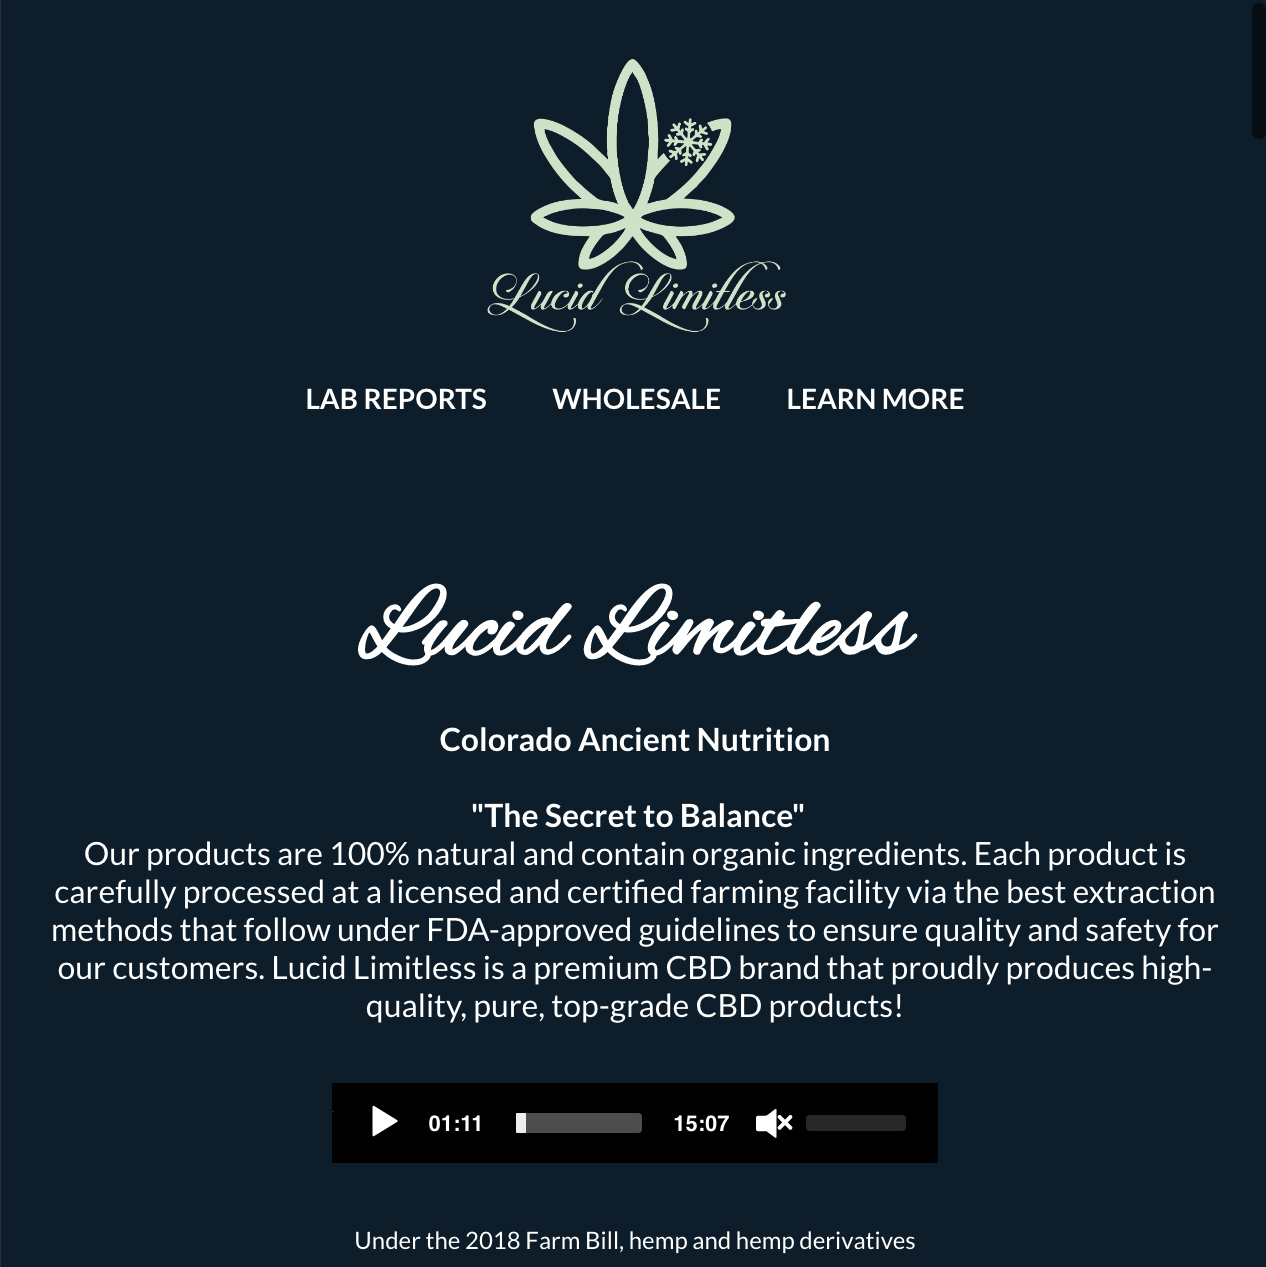 Lucid Limitless
LAB REPORTS WHOLESALE LEARN MORE
Lucid Limitless
Colorado Ancient Nutrition
"The Secret to Balance"
Our products are 100% natural and contain organic ingredients. Each product is
carefully processed at a licensed and certified farming facility via the best extraction
methods that follow under FDA-approved guidelines to ensure quality and safety for
our customers. Lucid Limitless is a premium CBD brand that proudly produces high-
quality, pure, top-grade CBD products!
01:11 15:07
Under the 2018 Farm Bill, hemp and hemp derivatives